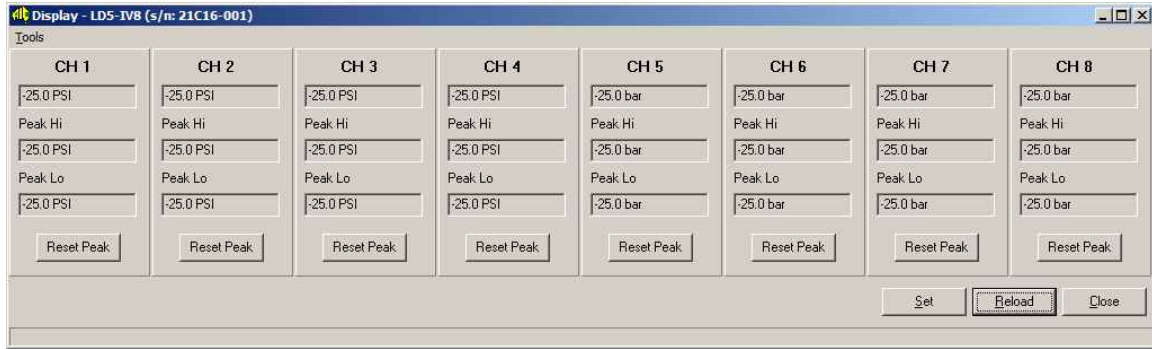 Display - LD5-IV8 (s/n: 21C16-001)
Tools
CH 1 CH 2 CH 3 CH 4 CH 5 CH 6 CH 7 CH 8
-25.0 PSI -25.0 PSI -25.0 PSI -25.0 PSI -25.0 bar -25.0 bar -25.0 bar -25.0 bar
Peak Hi Peak Hi Peak Hi Peak Hi Peak Hi Peak Hi Peak Hi Peak Hi
-25.0 PSI -25.0 PSI -25.0 PSI -25.0 PSI -25.0 bar -25.0 bar -25.0 bar -25.0 bar
Peak Lo Peak Lo Peak Lo Peak Lo Peak Lo Peak Lo Peak Lo Peak Lo
-25.0 PSI -25.0 PSI -25.0 PSI -25.0 PSI -25.0 bar -25.0 bar -25.0 bar -25.0 bar
Reset Peak Reset Peak Reset Peak Reset Peak Reset Peak Reset Peak Reset Peak Reset Peak
Set Reload Close